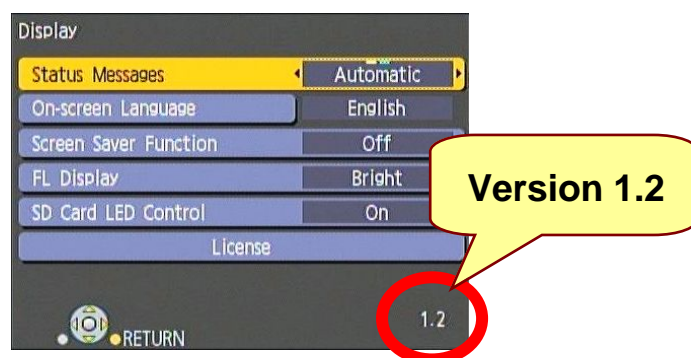 Display
Status Messages Automatic
On-screen Language English
Screen Saver Function Off
FL Display Bright
SD Card LED Control On
License
Version 1.2
1.2
RETURN